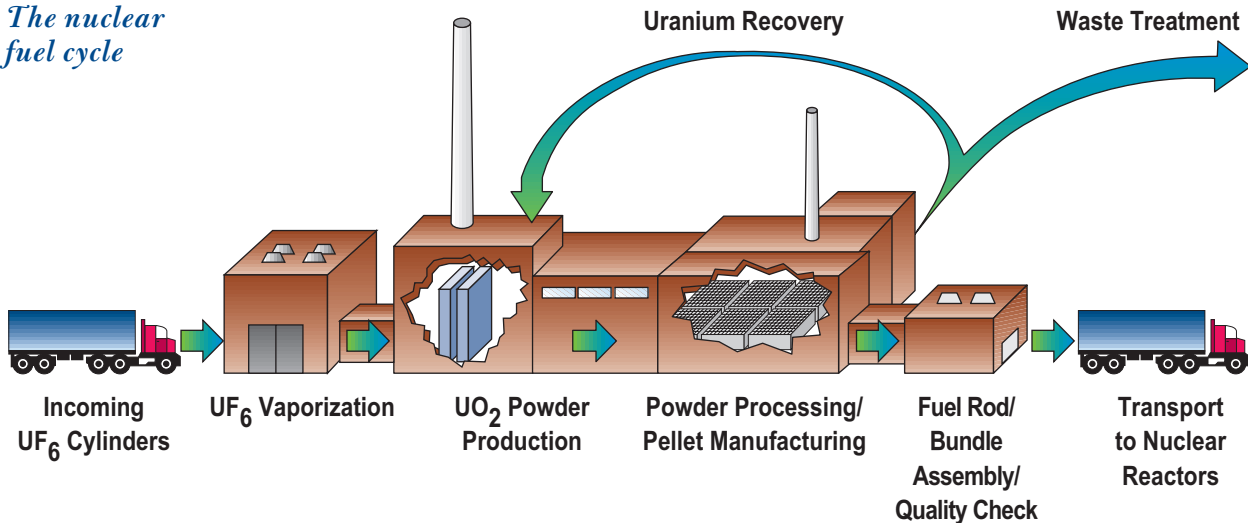 The nuclear
fuel cycle
Uranium Recovery
Waste Treatment
Incoming
UF6 Cylinders
UF6 Vaporization
UO2 Powder
Production
Powder Processing/
Pellet Manufacturing
Fuel Rod/
Bundle
Assembly/
Quality Check
Transport
to Nuclear
Reactors